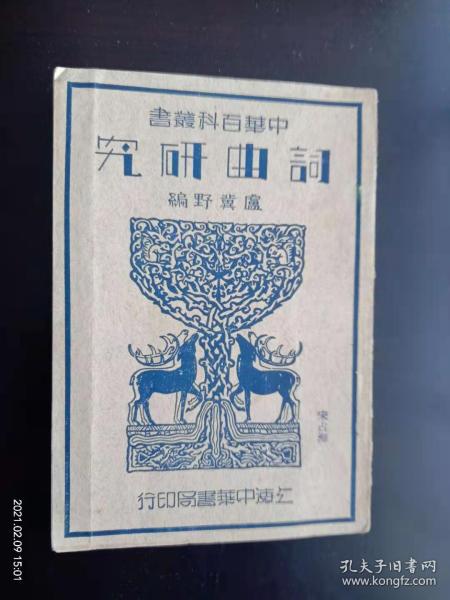 中華百科叢書
詞曲研究
盧冀野編
上海中華書局印行
2021.02.09 15:01
孔夫子旧书网
www.kongfz.com